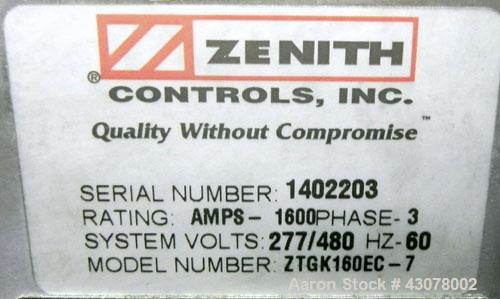 ZENITH
® CONTROLS, INC.
Quality Without Compromise™
SERIAL NUMBER: 1402203
RATING: AMPS- 1600PHASE- 3
SYSTEM VOLTS: 277/480 HZ-60
MODEL NUMBER: ZTGK160EC-7
Aaron Stock # 43078002